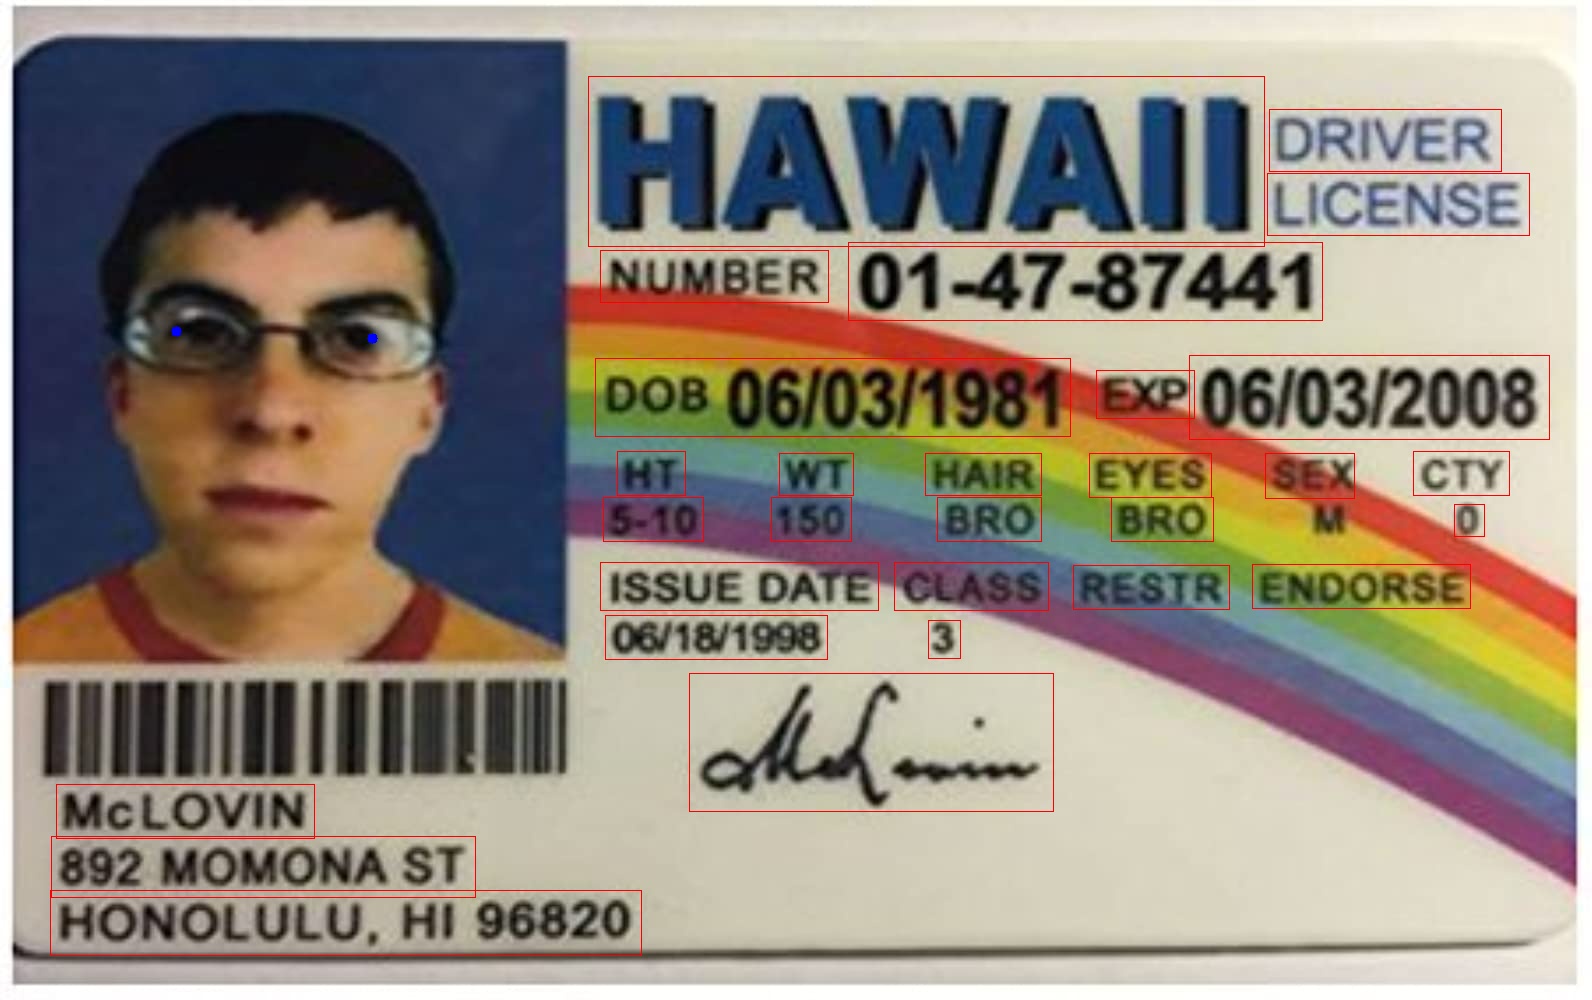 HAWAII DRIVER
LICENSE
NUMBER 01-47-87441
DOB 06/03/1981 EXP 06/03/2008
HT WT HAIR EYES SEX CTY
5-10 150 BRO BRO M 0
ISSUE DATE CLASS RESTR ENDORSE
06/18/1998 3
McLovin
McLOVIN
892 MOMONA ST
HONOLULU, HI 96820